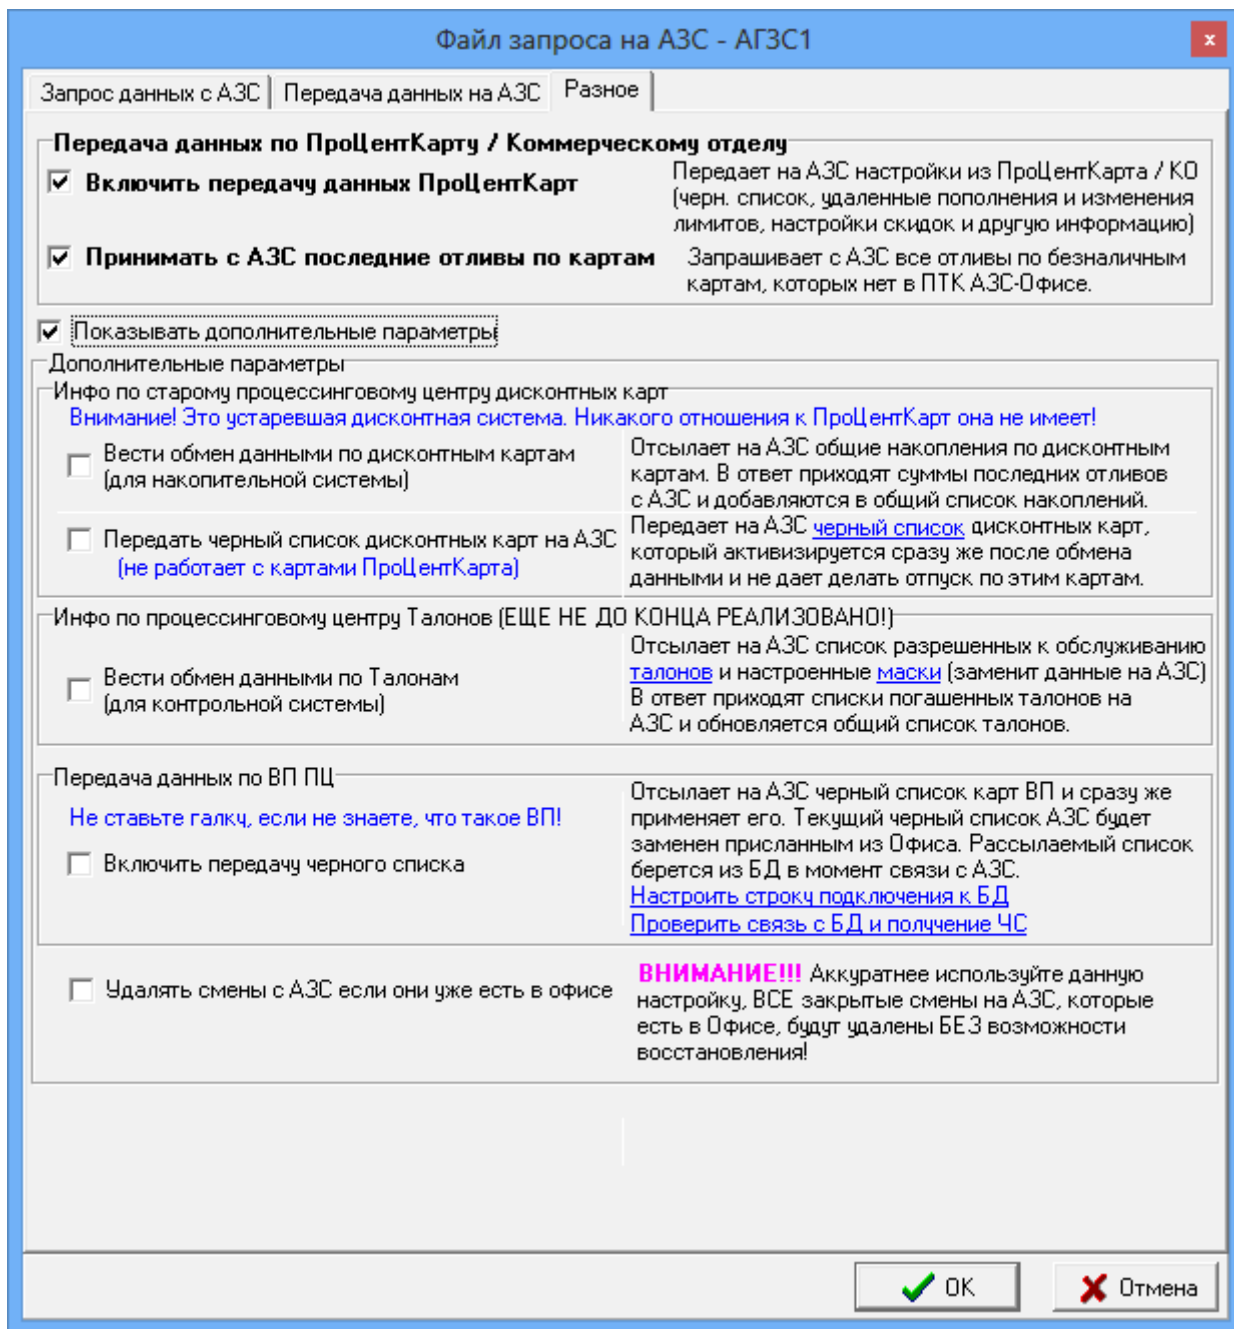 Файл запроса на АЗС - АГЗС1
x
Запрос данных с АЗС
Передача данных на АЗС
Разное
Передача данных по ПроЦентКарту / Коммерческому отделу
Включить передачу данных ПроЦентКарт
Передает на АЗС настройки из ПроЦентКарта / КО
(черн. список, удаленные пополнения и изменения
лимитов, настройки скидок и другую информацию)
Принимать с АЗС последние отливы по картам
Запрашивает с АЗС все отливы по безналичным
картам, которых нет в ПТК АЗС-Офисе.
Показывать дополнительные параметры
Дополнительные параметры
Инфо по старому процессинговому центру дисконтных карт
Внимание! Это устаревшая дисконтная система. Никакого отношения к ПроЦентКарт она не имеет!
Вести обмен данными по дисконтным картам
(для накопительной системы)
Отсылает на АЗС общие накопления по дисконтным
картам. В ответ приходят суммы последних отливов
с АЗС и добавляются в общий список накоплений.
Передать черный список дисконтных карт на АЗС
(не работает с картами ПроЦентКарта)
Передает на АЗС черный список дисконтных карт,
который активизируется сразу же после обмена
данными и не дает делать отпуск по этим картам.
Инфо по процессинговому центру Талонов (ЕЩЕ НЕ ДО КОНЦА РЕАЛИЗОВАНО!)
Вести обмен данными по Талонам
(для контрольной системы)
Отсылает на АЗС список разрешенных к обслуживанию
талонов и настроенные маски (заменит данные на АЗС)
В ответ приходят списки погашенных талонов на
АЗС и обновляется общий список талонов.
Передача данных по ВП ПЦ
Не ставьте галку, если не знаете, что такое ВП!
Включить передачу черного списка
Отсылает на АЗС черный список карт ВП и сразу же
применяет его. Текущий черный список АЗС будет
заменен присланным из Офиса. Рассылаемый список
берется из БД в момент связи с АЗС.
Настроить строку подключения к БД
Проверить связь с БД и получение ЧС
Удалять смены с АЗС если они уже есть в офисе
ВНИМАНИЕ!!! Аккуратнее используйте данную
настройку, ВСЕ закрытые смены на АЗС, которые
есть в Офисе, будут удалены БЕЗ возможности
восстановления!
OK
Отмена